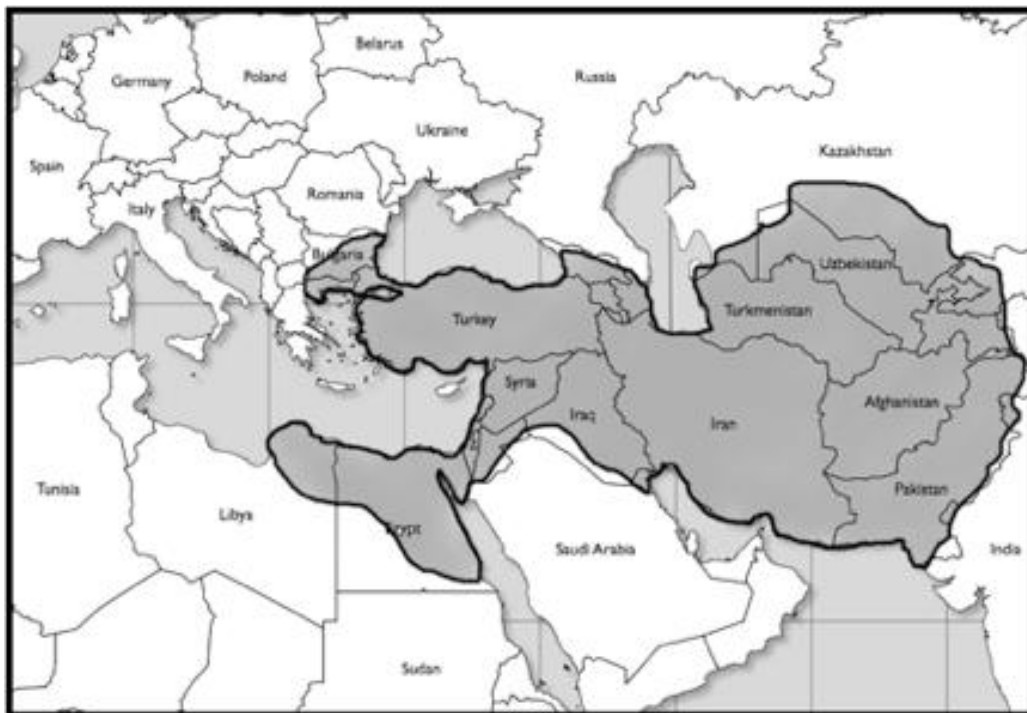 Belarus
Germany
Poland
Russia
Ukraine
Kazakhstan
Spain
Romania
Italy
Bulgaria
Uzbekistan
Turkey
Turkmenistan
Syria
Iraq
Iran
Afghanistan
Pakistan
Tunisia
Libya
Egypt
Saudi Arabia
India
Sudan